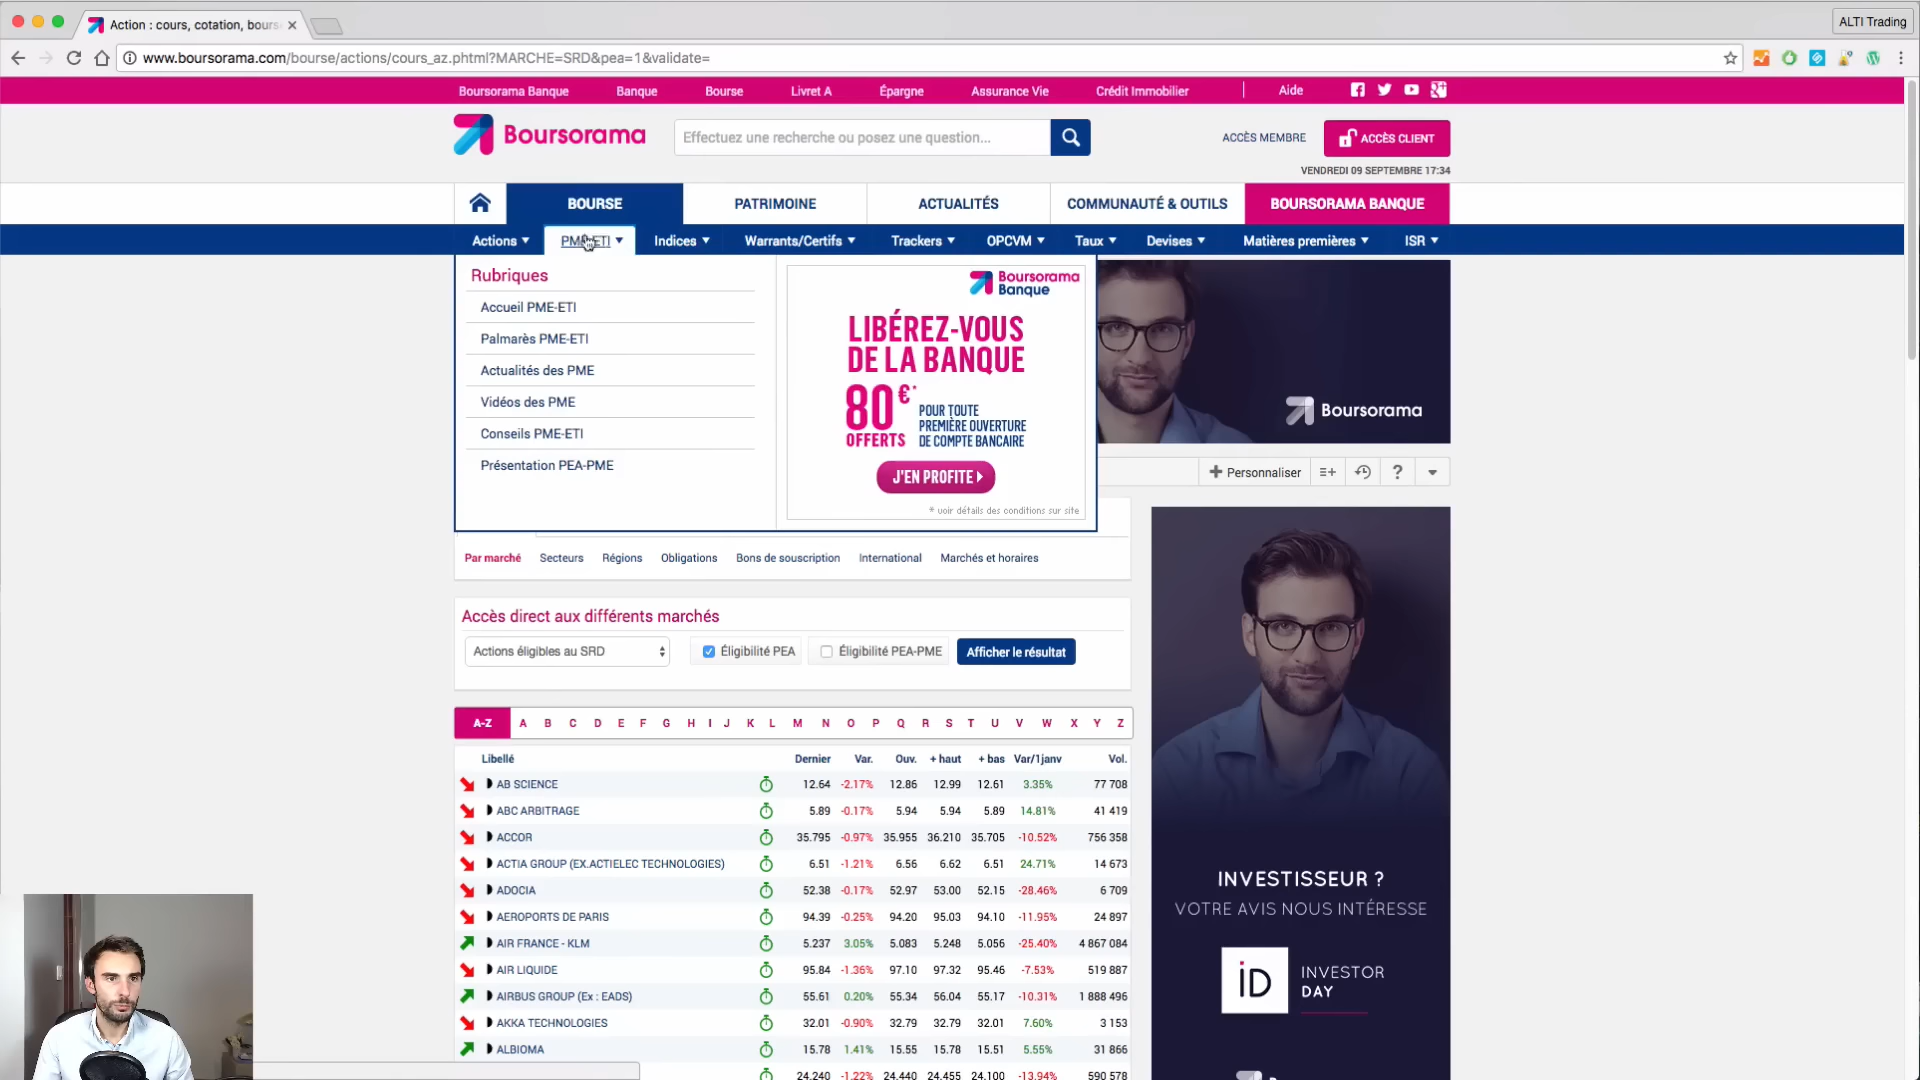 Action : cours, cotation, bours
ALTI Trading
www.boursorama.com/bourse/actions/cours_az.phtml?MARCHE=SRD&pea=1&validate=
Boursorama Banque Banque Bourse Livret A Épargne Assurance Vie Crédit Immobilier Aide
Boursorama
Effectuez une recherche ou posez une question...
ACCÈS MEMBRE
ACCÈS CLIENT
VENDREDI 09 SEPTEMBRE 17:34
BOURSE PATRIMOINE ACTUALITÉS COMMUNAUTÉ & OUTILS BOURSORAMA BANQUE
Actions PME-ETI Indices Warrants/Certifs Trackers OPCVM Taux Devises Matières premières ISR
Rubriques
Accueil PME-ETI
Palmarès PME-ETI
Actualités des PME
Vidéos des PME
Conseils PME-ETI
Présentation PEA-PME
Boursorama
Banque
LIBÉREZ-VOUS
DE LA BANQUE
80€*
OFFERTS
POUR TOUTE
PREMIÈRE OUVERTURE
DE COMPTE BANCAIRE
J'EN PROFITE
* voir détails des conditions sur site
Boursorama
Personnaliser
Par marché Secteurs Régions Obligations Bons de souscription International Marchés et horaires
Accès direct aux différents marchés
Actions éligibles au SRD Éligibilité PEA Éligibilité PEA-PME Afficher le résultat
A-Z A B C D E F G H I J K L M N O P Q R S T U V W X Y Z
Libellé Dernier Var. Ouv. + haut + bas Var/1janv Vol.
AB SCIENCE 12.64 -2.17% 12.86 12.99 12.61 3.35% 77 708
ABC ARBITRAGE 5.89 -0.17% 5.94 5.94 5.89 14.81% 41 419
ACCOR 35.795 -0.97% 35.955 36.210 35.705 -10.52% 756 358
ACTIA GROUP (EX.ACTIELEC TECHNOLOGIES) 6.51 -1.21% 6.56 6.62 6.51 24.71% 14 673
ADOCIA 52.38 -0.17% 52.97 53.00 52.15 -28.46% 6 709
AEROPORTS DE PARIS 94.39 -0.25% 94.20 95.03 94.10 -11.95% 24 897
AIR FRANCE - KLM 5.237 3.05% 5.083 5.248 5.056 -25.40% 4 867 084
AIR LIQUIDE 95.84 -1.36% 97.10 97.32 95.46 -7.53% 519 887
AIRBUS GROUP (Ex : EADS) 55.61 0.20% 55.34 56.04 55.17 -10.31% 1 888 496
AKKA TECHNOLOGIES 32.01 -0.90% 32.79 32.79 32.01 7.60% 3 153
ALBIOMA 15.78 1.41% 15.55 15.78 15.51 5.55% 31 866
24.240 -1.22% 24.440 24.455 24.100 -13.94% 590 578
INVESTISSEUR ?
VOTRE AVIS NOUS INTÉRESSE
iD
INVESTOR
DAY